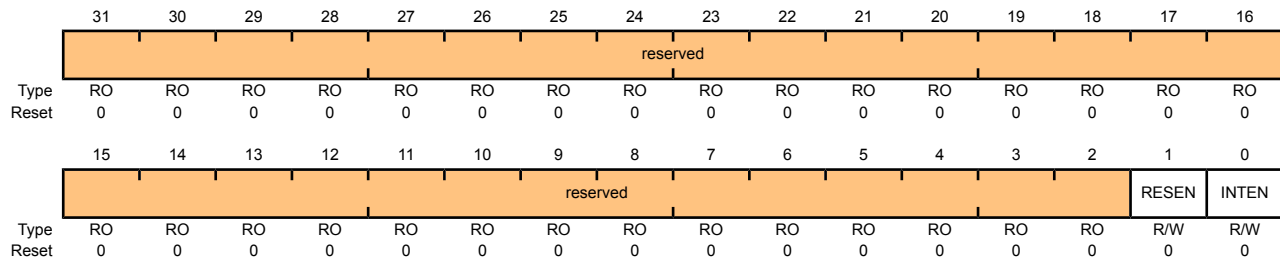 31 30 29 28 27 26 25 24 23 22 21 20 19 18 17 16
reserved
Type RO RO RO RO RO RO RO RO RO RO RO RO RO RO RO RO
Reset 0 0 0 0 0 0 0 0 0 0 0 0 0 0 0 0
15 14 13 12 11 10 9 8 7 6 5 4 3 2 1 0
reserved RESEN INTEN
Type RO RO RO RO RO RO RO RO RO RO RO RO RO RO R/W R/W
Reset 0 0 0 0 0 0 0 0 0 0 0 0 0 0 0 0